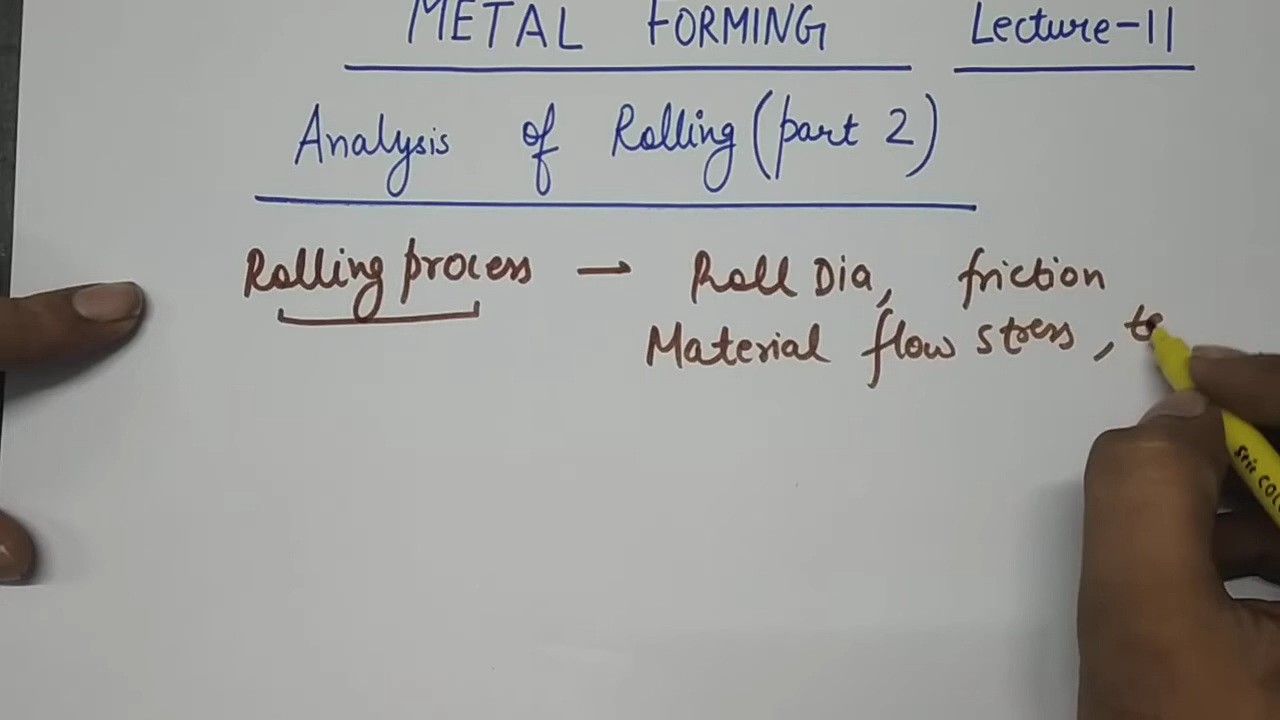 METAL FORMING Lecture-11
Analysis of Rolling (part 2)
Rolling process → Roll Dia, friction
Material flow stress,